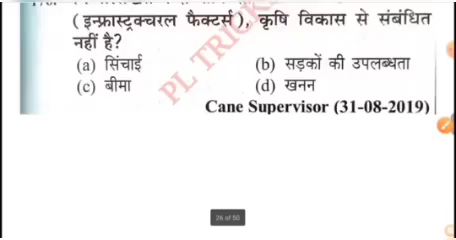 (इन्फ्रास्ट्रक्चरल फैक्टर्स), कृषि विकास से संबंधित
नहीं है?
(a) सिंचाई (b) सड़कों की उपलब्धता
(c) बीमा (d) खनन
PL TRICK
Cane Supervisor (31-08-2019)
26 of 50